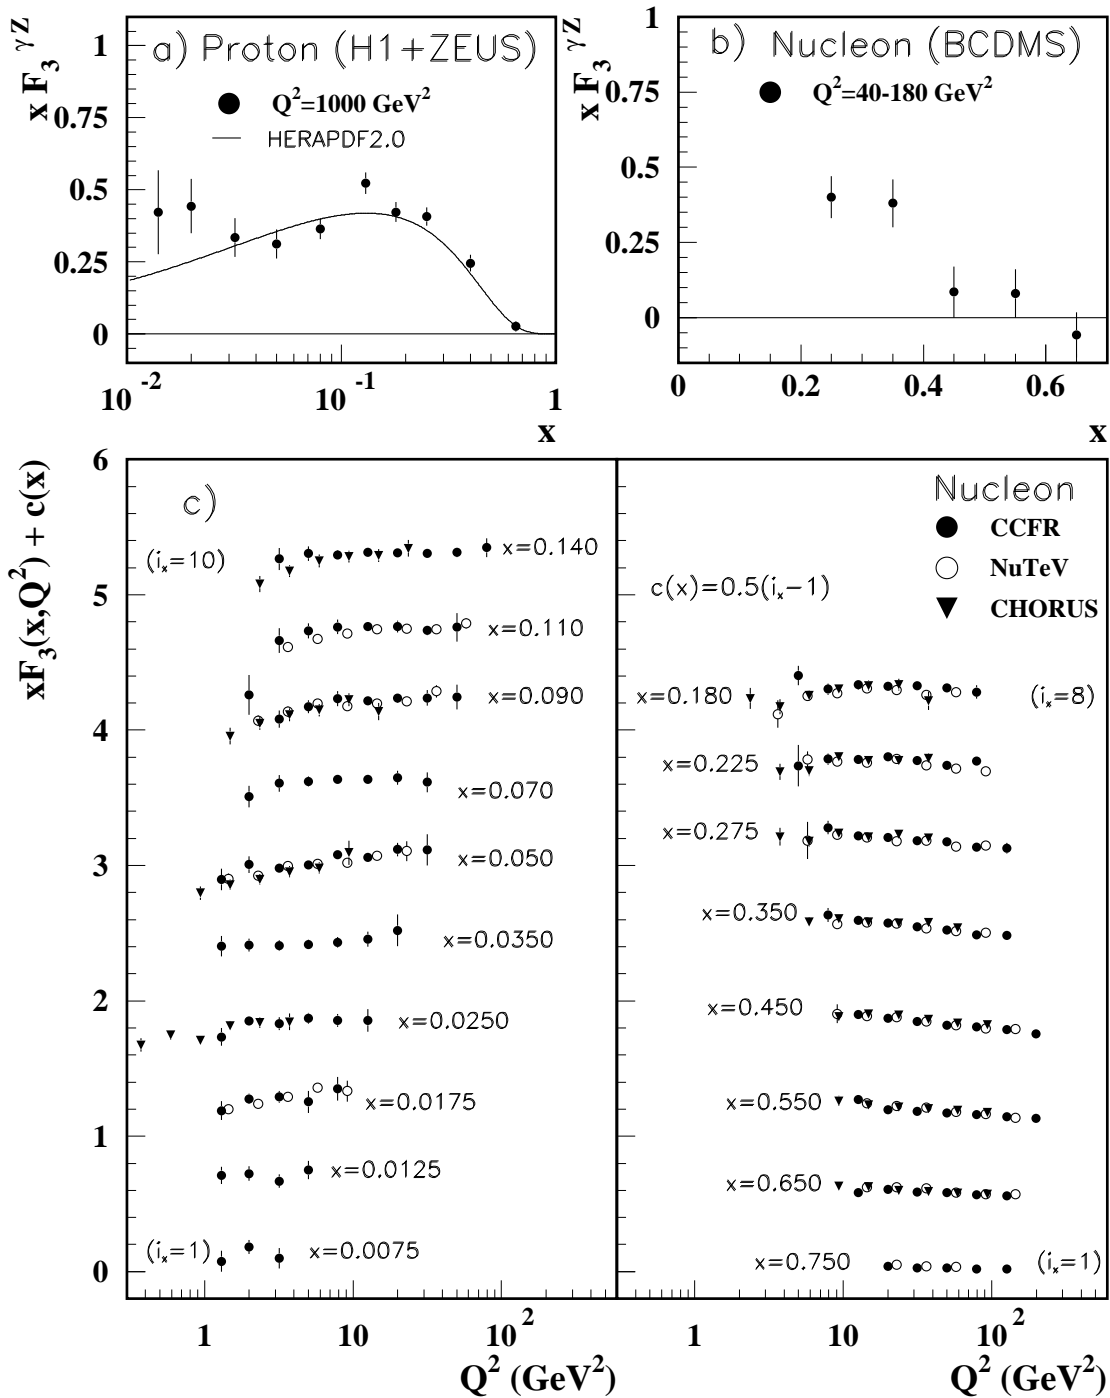 x F₃ ᵞᶻ
a) Proton (H1+ZEUS)
Q²=1000 GeV²
HERAPDF2.0
1
0.75
0.5
0.25
0
10⁻²
10⁻¹
1
x
x F₃ ᵞᶻ
b) Nucleon (BCDMS)
Q²=40-180 GeV²
1
0.75
0.5
0.25
0
0
0.2
0.4
0.6
x
xF₃(x,Q²) + c(x)
c)
6
5
4
3
2
1
0
(iₓ=10)
x=0.140
x=0.110
x=0.090
x=0.070
x=0.050
x=0.0350
x=0.0250
x=0.0175
x=0.0125
(iₓ=1)
x=0.0075
1
10
10²
Q² (GeV²)
Nucleon
CCFR
NuTeV
CHORUS
c(x)=0.5(iₓ-1)
x=0.180
(iₓ=8)
x=0.225
x=0.275
x=0.350
x=0.450
x=0.550
x=0.650
x=0.750
(iₓ=1)
1
10
10²
Q² (GeV²)